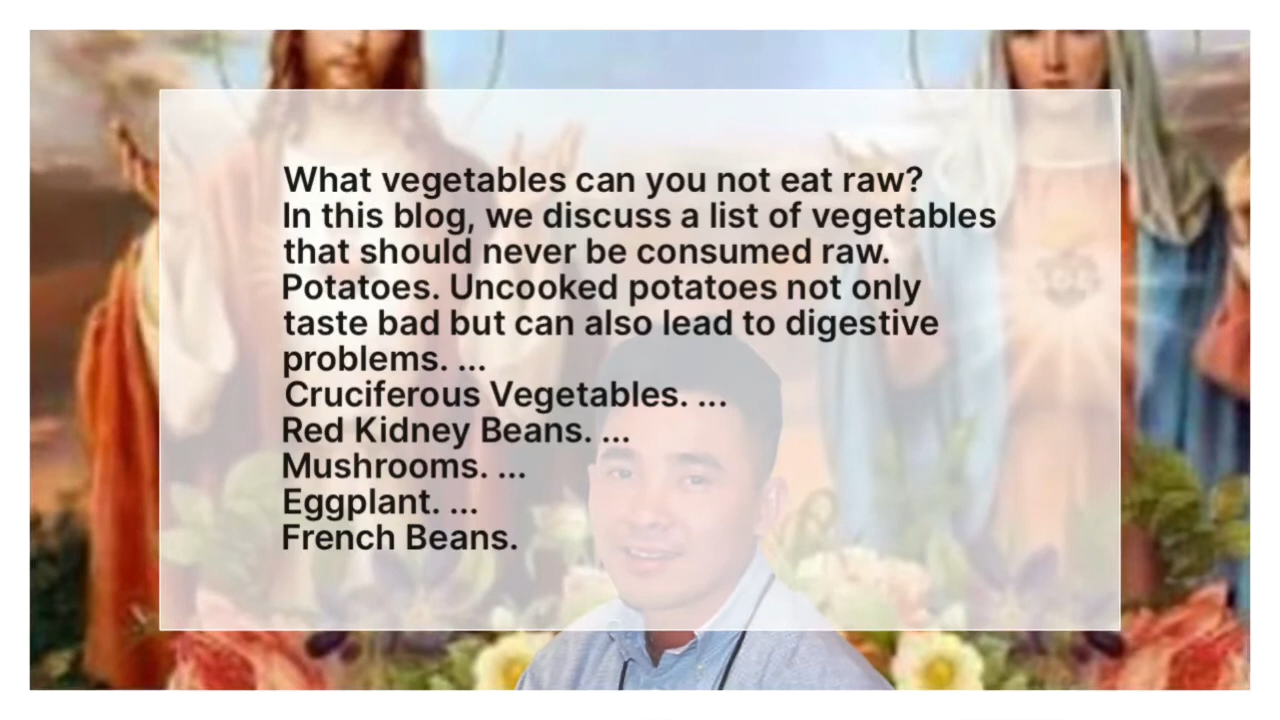 What vegetables can you not eat raw?
In this blog, we discuss a list of vegetables
that should never be consumed raw.
Potatoes. Uncooked potatoes not only
taste bad but can also lead to digestive
problems. ...
Cruciferous Vegetables. ...
Red Kidney Beans. ...
Mushrooms. ...
Eggplant. ...
French Beans.